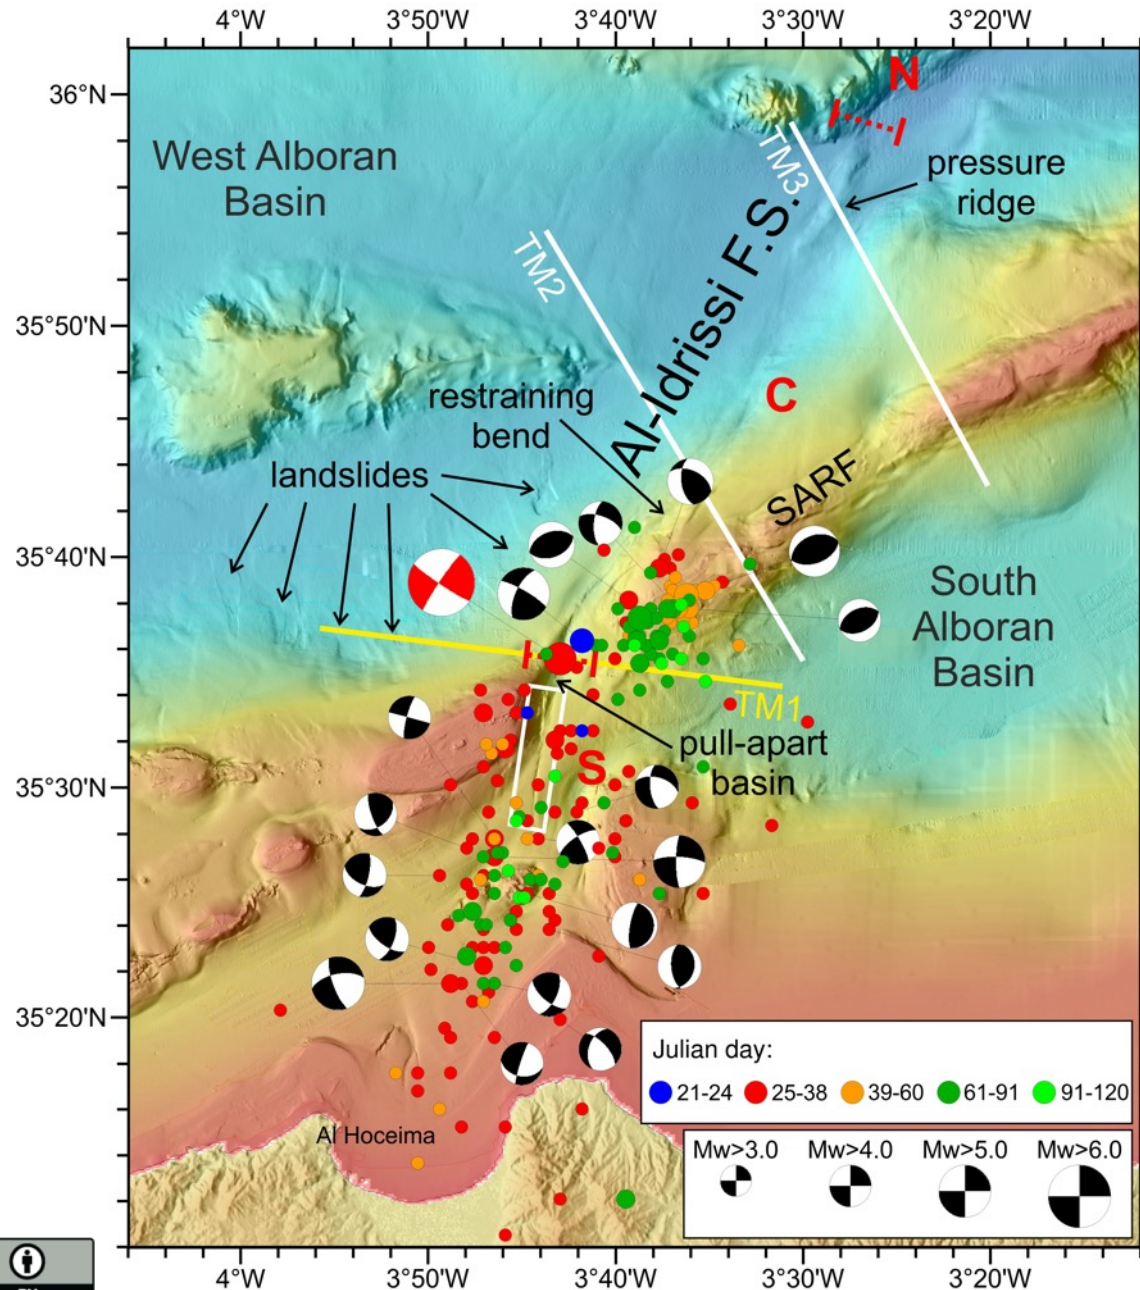 4°W 3°50'W 3°40'W 3°30'W 3°20'W
36°N
N
West Alboran
Basin
TM3
pressure
ridge
TM2
Al-Idrissi F.S.
35°50'N
restraining
bend
C
landslides
SARF
35°40'N
South
Alboran
Basin
TM1
pull-apart
basin
S
35°30'N
35°20'N
Julian day:
21-24 25-38 39-60 61-91 91-120
Al Hoceima
Mw>3.0 Mw>4.0 Mw>5.0 Mw>6.0
4°W 3°50'W 3°40'W 3°30'W 3°20'W